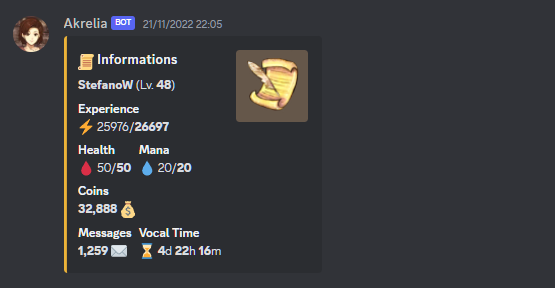 Akrelia BOT 21/11/2022 22:05
Informations
StefanoW (Lv. 48)
Experience
25976/26697
Health Mana
50/50 20/20
Coins
32,888
Messages Vocal Time
1,259 4d 22h 16m